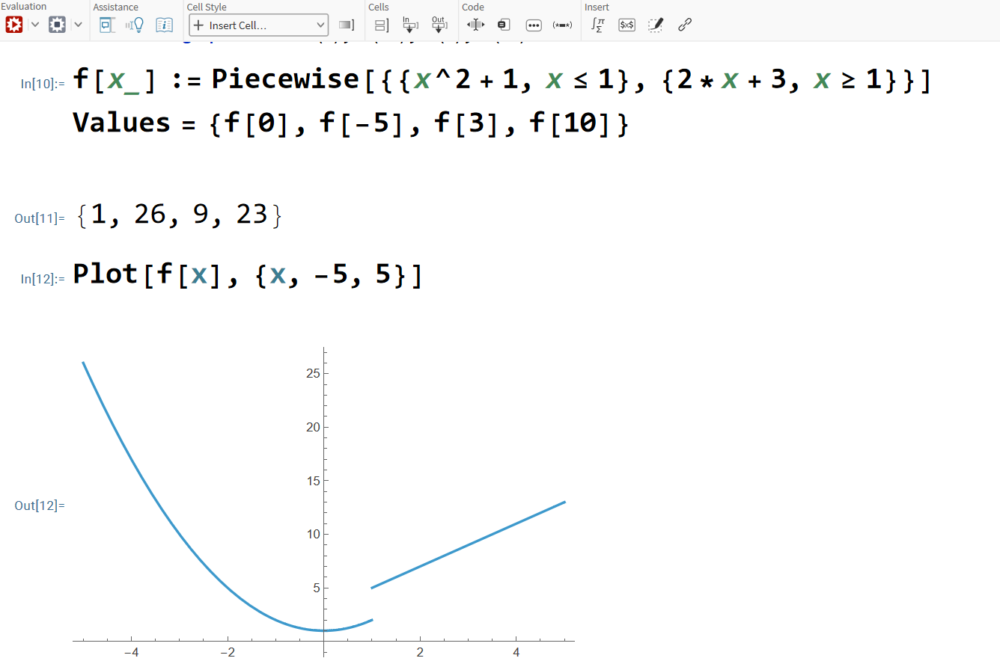 Evaluation Assistance Cell Style Cells Code Insert
Insert Cell... In Out $x$
In[10]:= f[x_] := Piecewise[{{x^2 + 1, x ≤ 1}, {2 * x + 3, x ≥ 1}}]
Values = {f[0], f[-5], f[3], f[10]}
Out[11]= {1, 26, 9, 23}
In[12]:= Plot[f[x], {x, -5, 5}]
25
20
15
Out[12]=
10
5
-4 -2 2 4